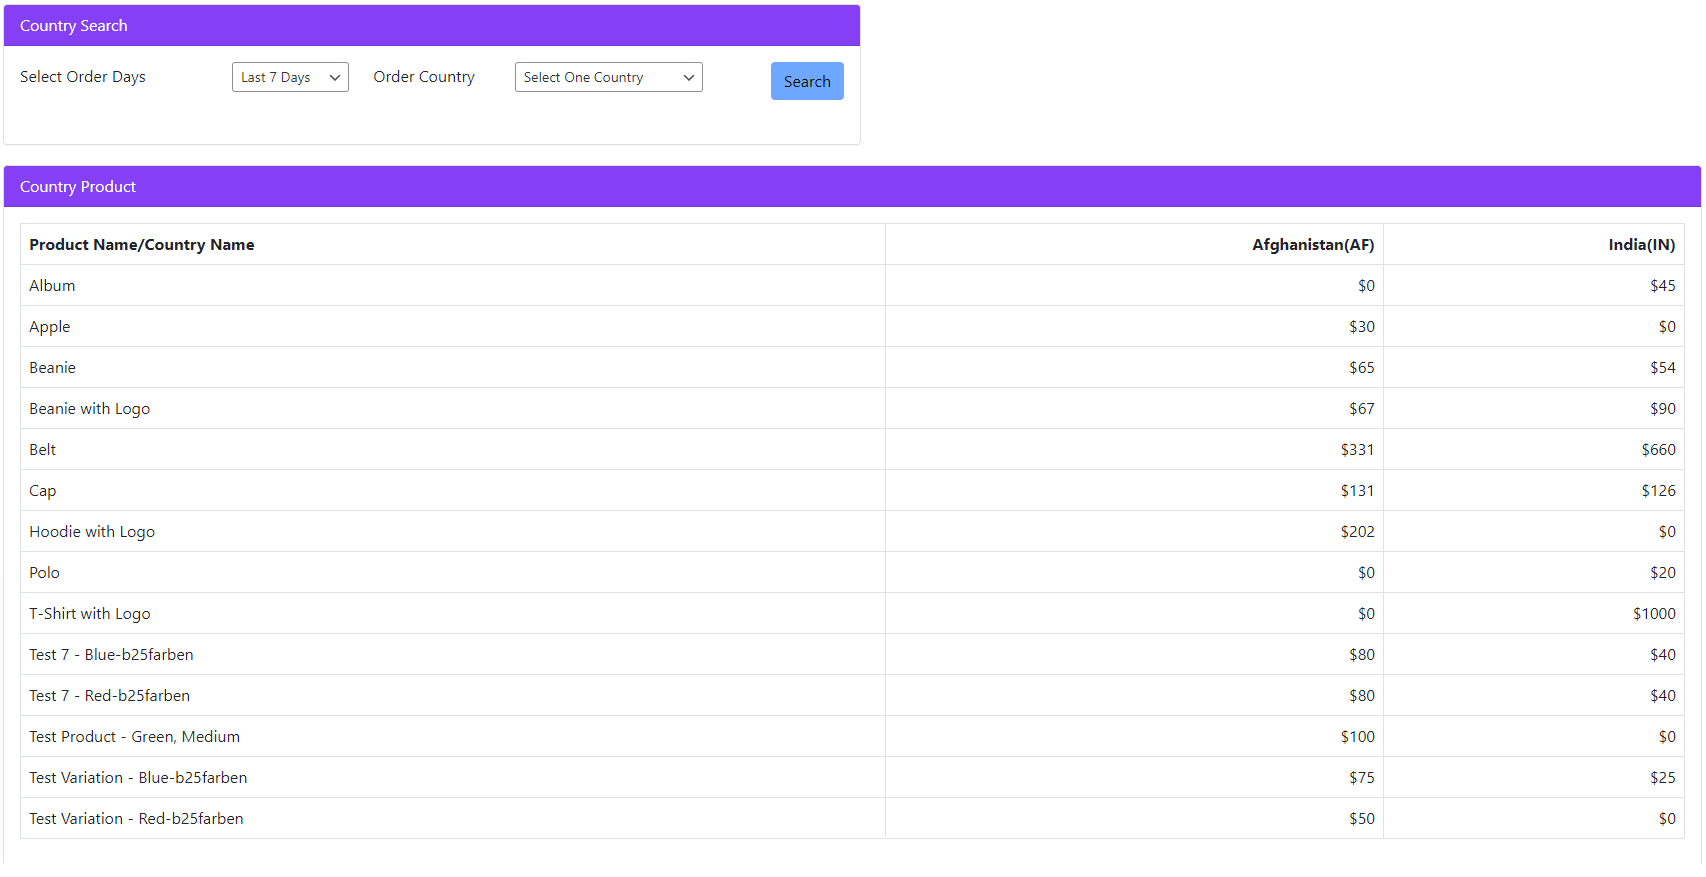 Country Search
Select Order Days Last 7 Days Order Country Select One Country Search
Country Product
Product Name/Country Name Afghanistan(AF) India(IN)
Album $0 $45
Apple $30 $0
Beanie $65 $54
Beanie with Logo $67 $90
Belt $331 $660
Cap $131 $126
Hoodie with Logo $202 $0
Polo $0 $20
T-Shirt with Logo $0 $1000
Test 7 - Blue-b25farben $80 $40
Test 7 - Red-b25farben $80 $40
Test Product - Green, Medium $100 $0
Test Variation - Blue-b25farben $75 $25
Test Variation - Red-b25farben $50 $0